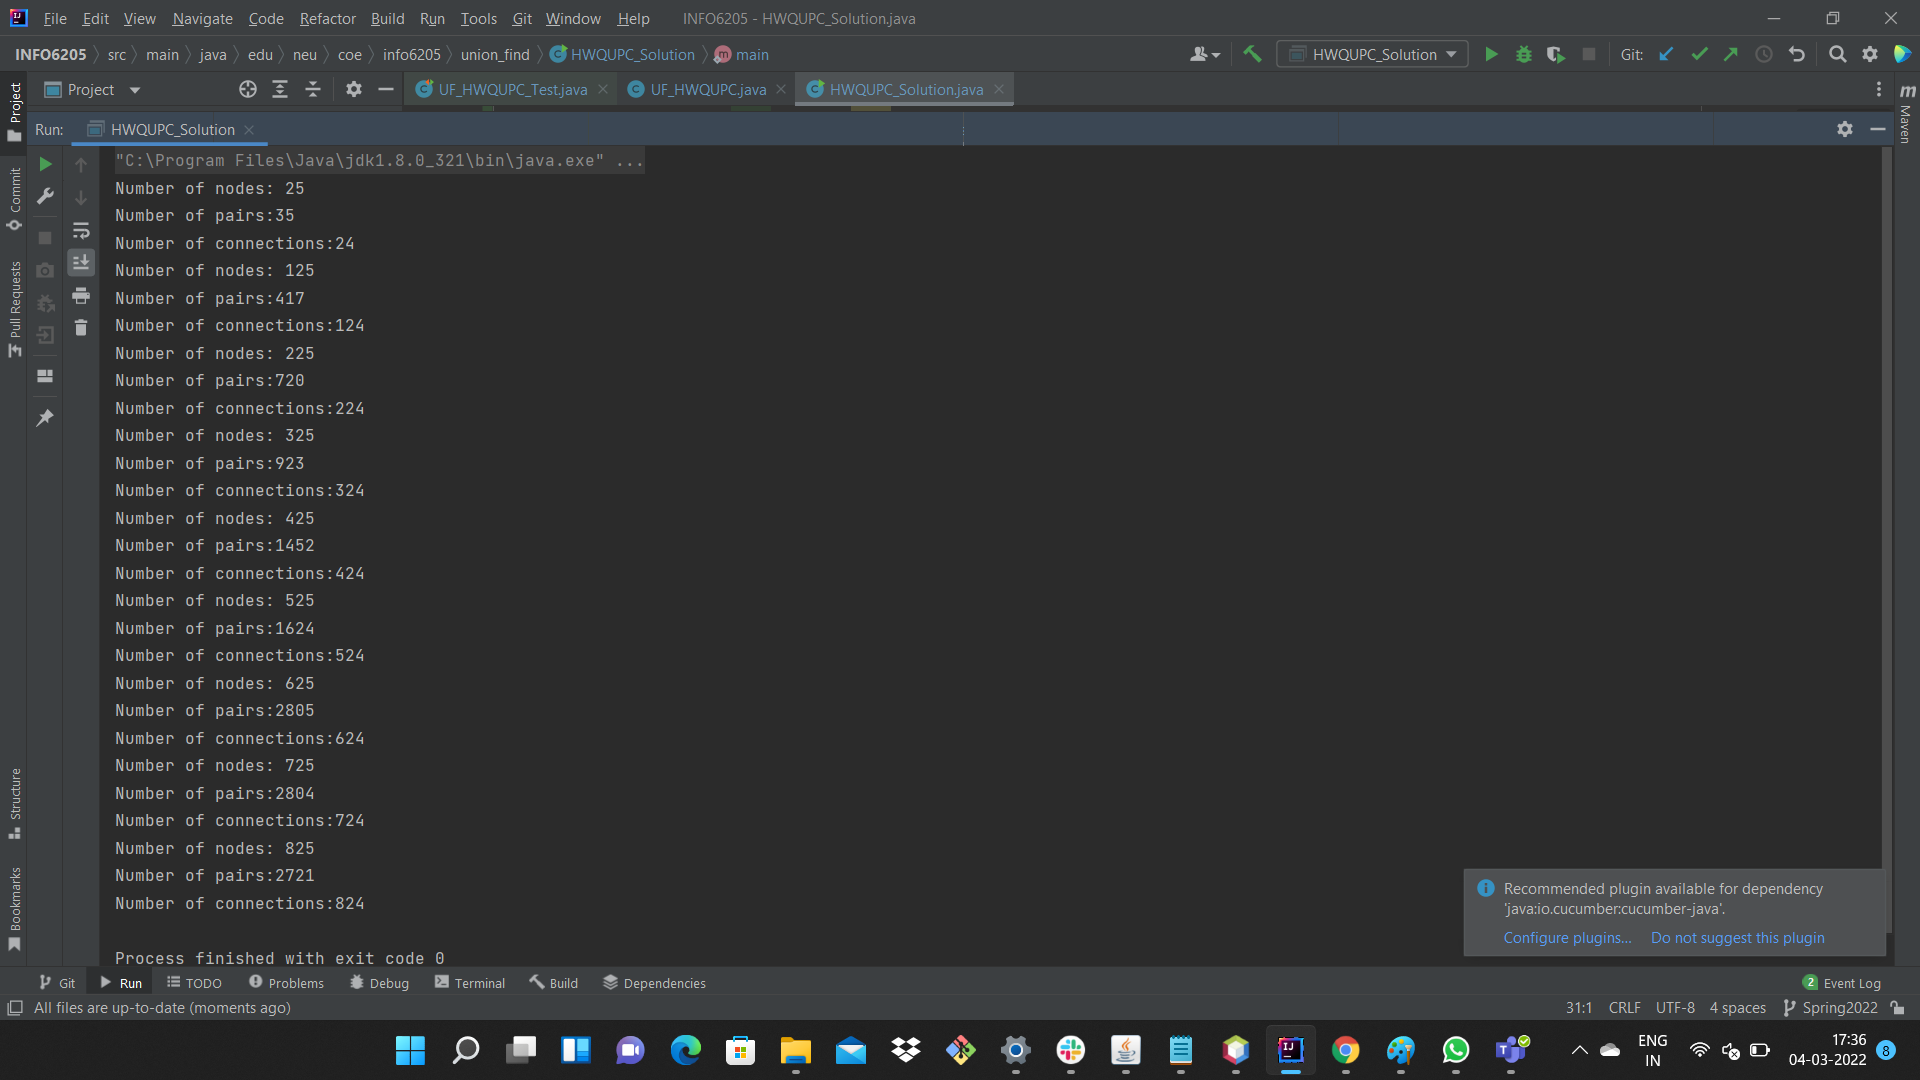 File Edit View Navigate Code Refactor Build Run Tools Git Window Help INFO6205 - HWQUPC_Solution.java
INFO6205 src main java edu neu coe info6205 union_find HWQUPC_Solution main HWQUPC_Solution Git:
Project UF_HWQUPC_Test.java UF_HWQUPC.java HWQUPC_Solution.java
Run: HWQUPC_Solution
"C:\Program Files\Java\jdk1.8.0_321\bin\java.exe" ...
Number of nodes: 25
Number of pairs:35
Number of connections:24
Number of nodes: 125
Number of pairs:417
Number of connections:124
Number of nodes: 225
Number of pairs:720
Number of connections:224
Number of nodes: 325
Number of pairs:923
Number of connections:324
Number of nodes: 425
Number of pairs:1452
Number of connections:424
Number of nodes: 525
Number of pairs:1624
Number of connections:524
Number of nodes: 625
Number of pairs:2805
Number of connections:624
Number of nodes: 725
Number of pairs:2804
Number of connections:724
Number of nodes: 825
Number of pairs:2721
Number of connections:824
Process finished with exit code 0
Project
Commit
Pull Requests
Structure
Bookmarks
Maven
Recommended plugin available for dependency
'java:io.cucumber:cucumber-java'.
Configure plugins... Do not suggest this plugin
Git Run TODO Problems Debug Terminal Build Dependencies 2 Event Log
All files are up-to-date (moments ago) 31:1 CRLF UTF-8 4 spaces Spring2022
ENG 17:36
IN 04-03-2022 8